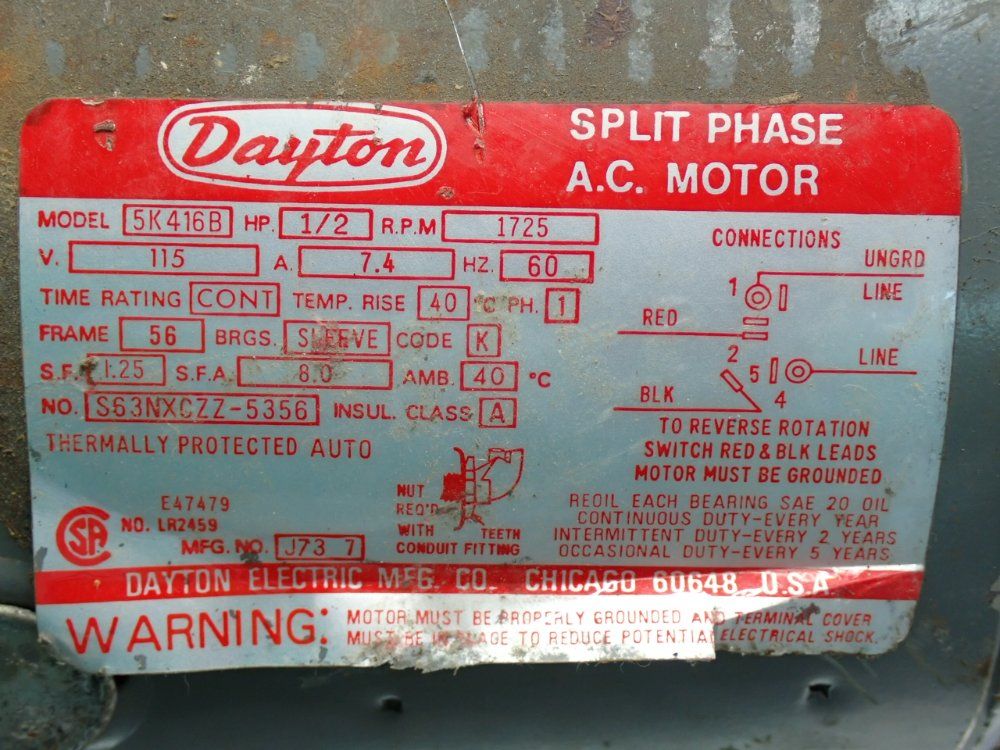 Dayton
SPLIT PHASE
A.C. MOTOR
MODEL 5K416B HP. 1/2 R.P.M 1725
V. 115 A. 7.4 HZ. 60
TIME RATING CONT TEMP. RISE 40 °C PH. 1
FRAME 56 BRGS. SLEEVE CODE K
S.F. 1.25 S.F.A 8.0 AMB. 40 °C
NO. S63NXCZZ-5356 INSUL. CLASS A
THERMALLY PROTECTED AUTO
CONNECTIONS
UNGRD
1 LINE
RED
2 LINE
5
BLK 4
TO REVERSE ROTATION
SWITCH RED & BLK LEADS
MOTOR MUST BE GROUNDED
NUT
REQ'D
WITH TEETH
CONDUIT FITTING
REOIL EACH BEARING SAE 20 OIL
CONTINUOUS DUTY-EVERY YEAR
INTERMITTENT DUTY-EVERY 2 YEARS
OCCASIONAL DUTY-EVERY 5 YEARS
E47479
SA NO. LR2459
MFG. NO. J73 7
DAYTON ELECTRIC MFG. CO. CHICAGO 60648 U.S.A.
WARNING: MOTOR MUST BE PROPERLY GROUNDED AND TERMINAL COVER
MUST BE IN PLACE TO REDUCE POTENTIAL ELECTRICAL SHOCK.